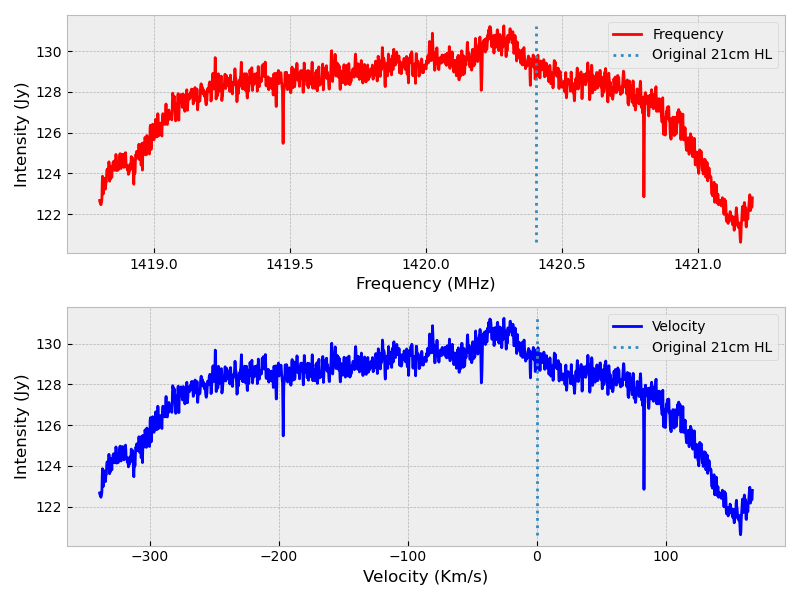 Intensity (Jy)
130
128
126
124
122
Frequency
Original 21cm HL
1419.0 1419.5 1420.0 1420.5 1421.0
Frequency (MHz)
Intensity (Jy)
130
128
126
124
122
Velocity
Original 21cm HL
−300 −200 −100 0 100
Velocity (Km/s)